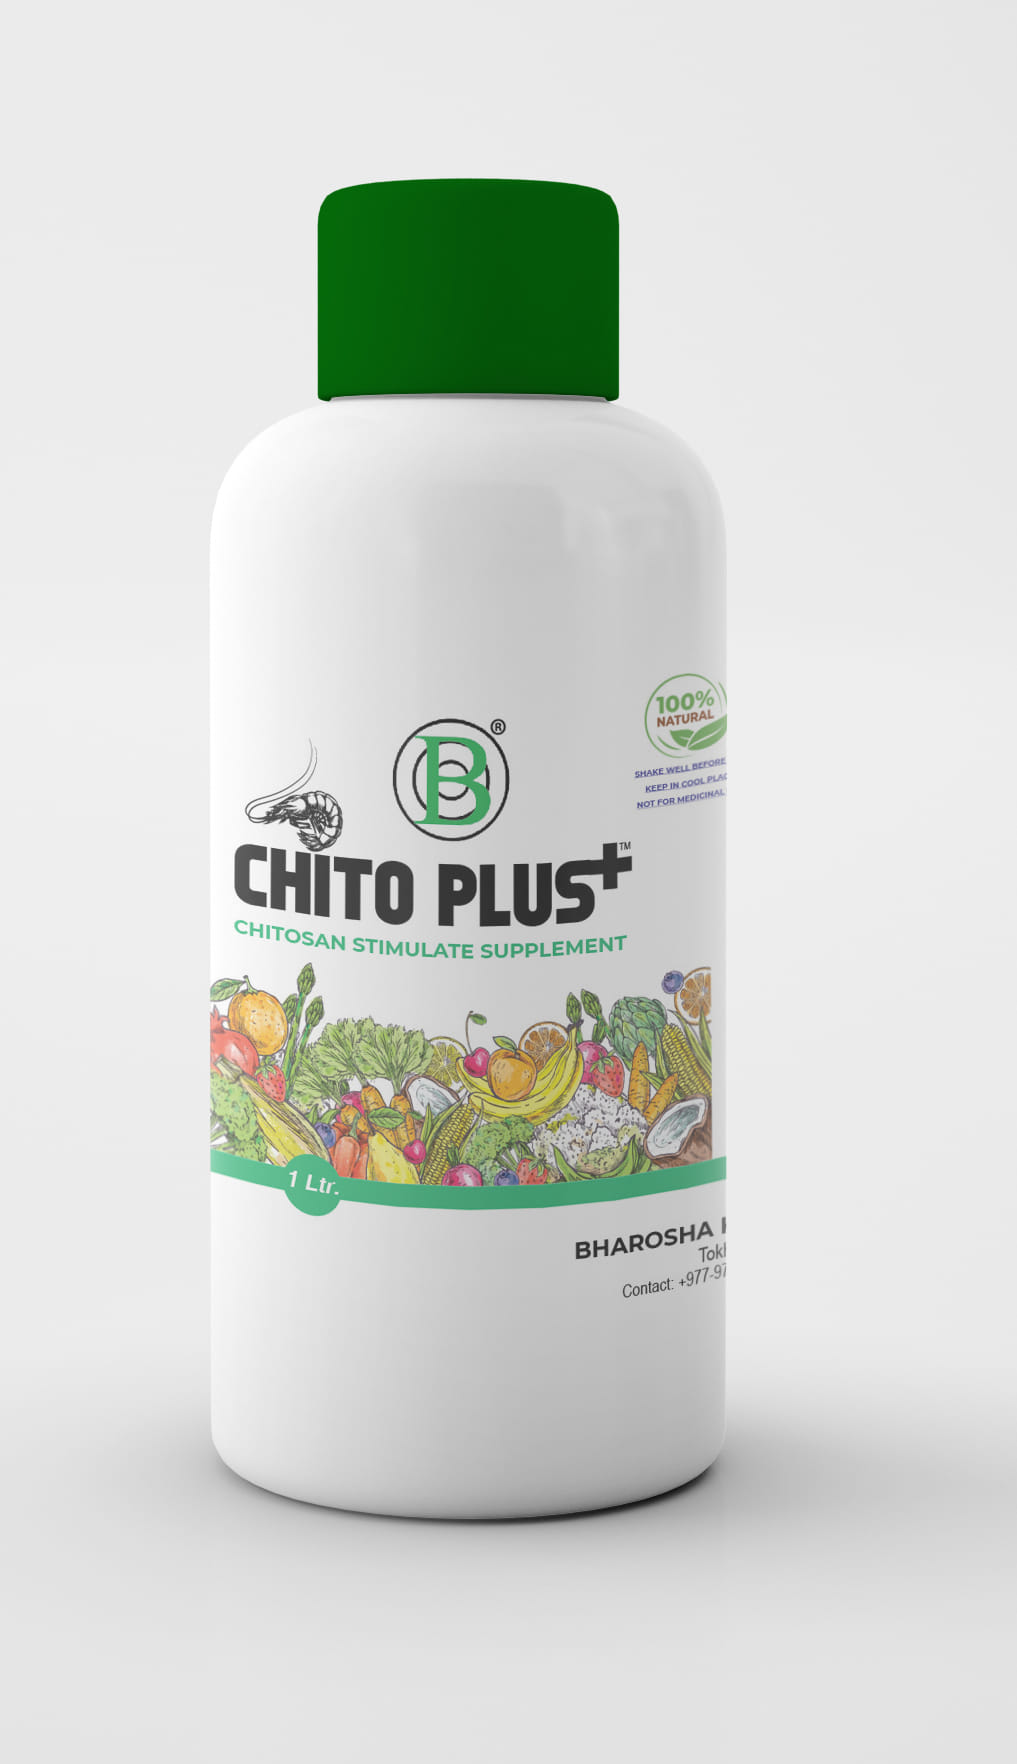 100%
NATURAL
SHAKE WELL BEFORE
KEEP IN COOL
NOT FOR MEDICINAL
B ®
CHITO PLUS+™
CHITOSAN STIMULATE SUPPLEMENT
1 Ltr.
BHAROSHA
Contact: +977-97